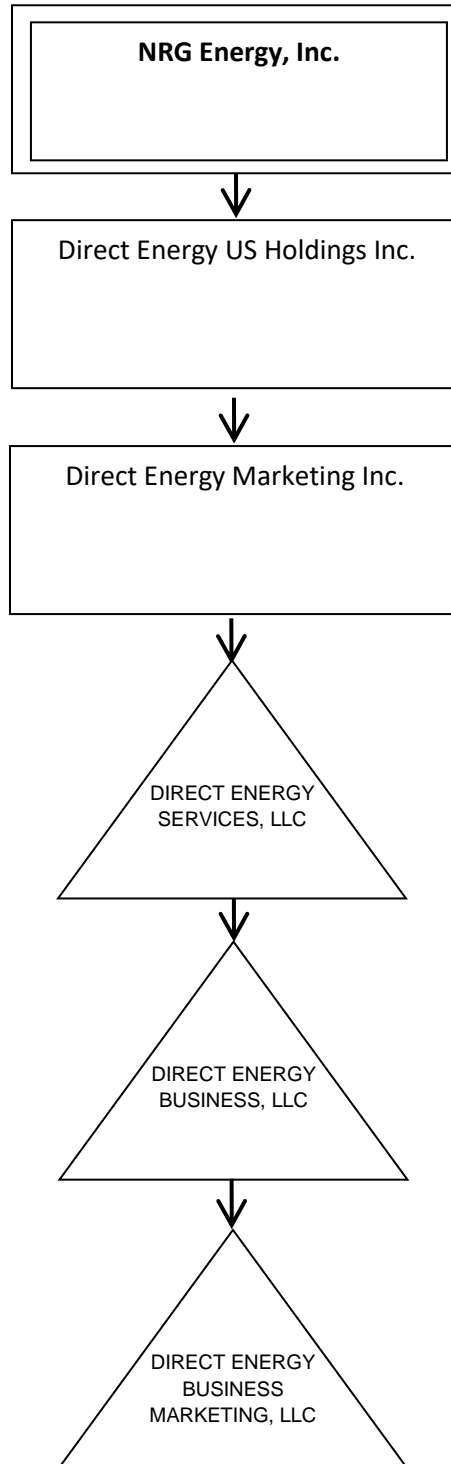 NRG Energy, Inc.
Direct Energy US Holdings Inc.
Direct Energy Marketing Inc.
DIRECT ENERGY
SERVICES, LLC
DIRECT ENERGY
BUSINESS, LLC
DIRECT ENERGY
BUSINESS
MARKETING, LLC